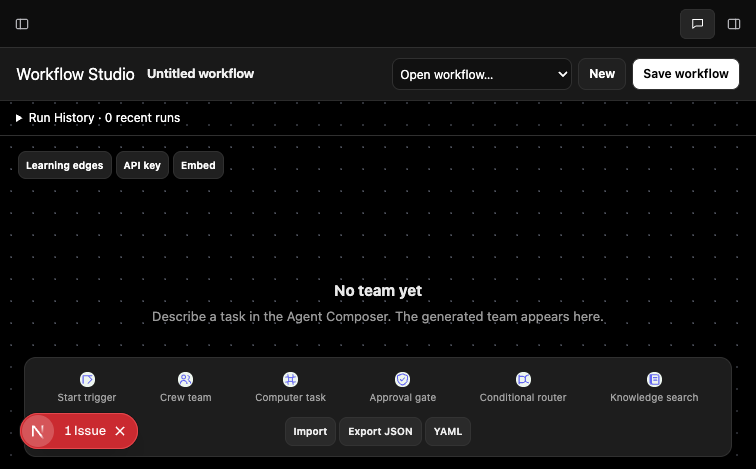 Workflow Studio Untitled workflow Open workflow... New Save workflow
Run History · 0 recent runs
Learning edges API key Embed
No team yet
Describe a task in the Agent Composer. The generated team appears here.
Start trigger Crew team Computer task Approval gate Conditional router Knowledge search
N 1 Issue Import Export JSON YAML